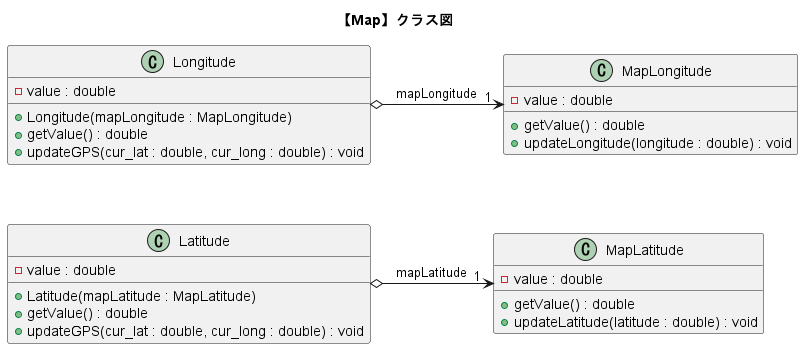 【Map】クラス図
C Longitude
value : double
Longitude(mapLongitude : MapLongitude)
getValue() : double
updateGPS(cur_lat : double, cur_long : double) : void
mapLongitude
1
C MapLongitude
value : double
getValue() : double
updateLongitude(longitude : double) : void
C Latitude
value : double
Latitude(mapLatitude : MapLatitude)
getValue() : double
updateGPS(cur_lat : double, cur_long : double) : void
mapLatitude
1
C MapLatitude
value : double
getValue() : double
updateLatitude(latitude : double) : void